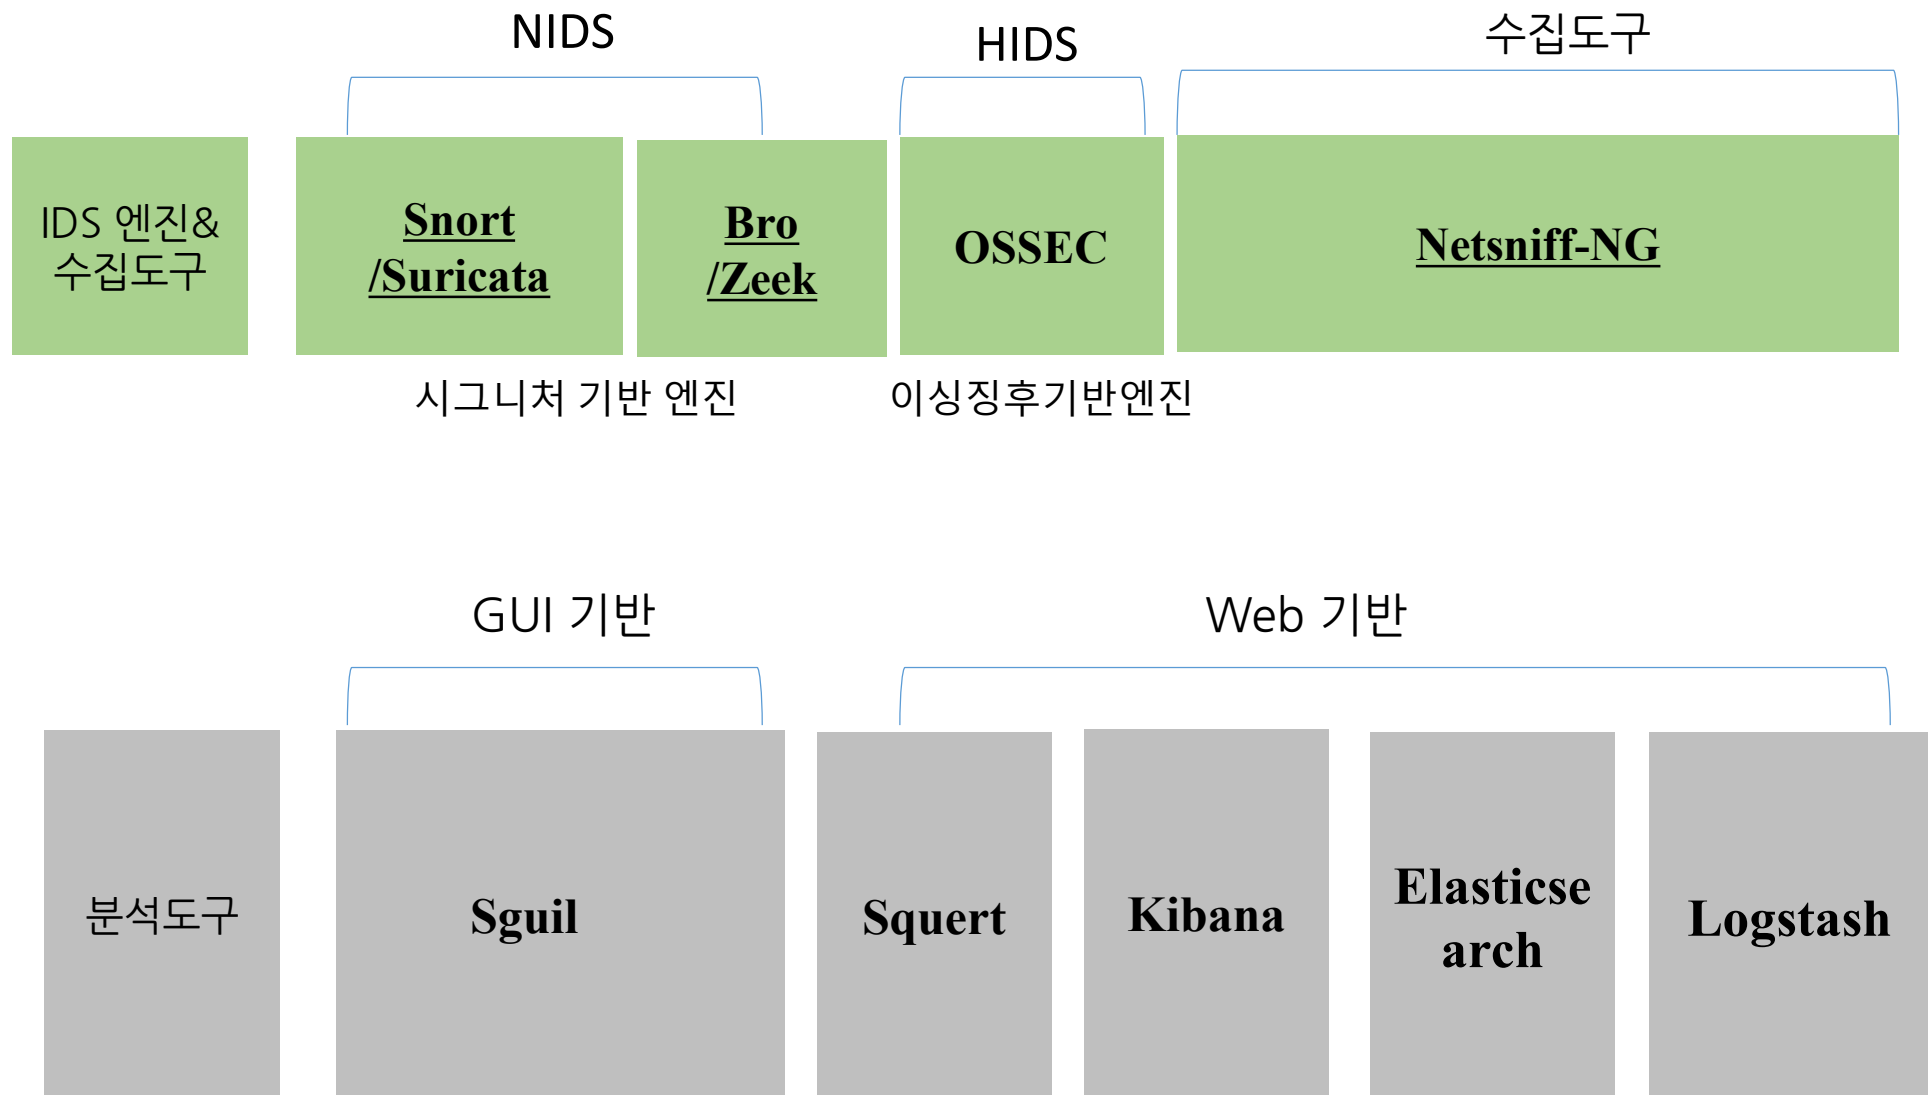 NIDS
HIDS
수집도구
IDS 엔진&
수집도구
Snort
/Suricata
Bro
/Zeek
OSSEC
Netsniff-NG
시그니처 기반 엔진
이싱징후기반엔진
GUI 기반
Web 기반
분석도구
Sguil
Squert
Kibana
Elasticse
arch
Logstash